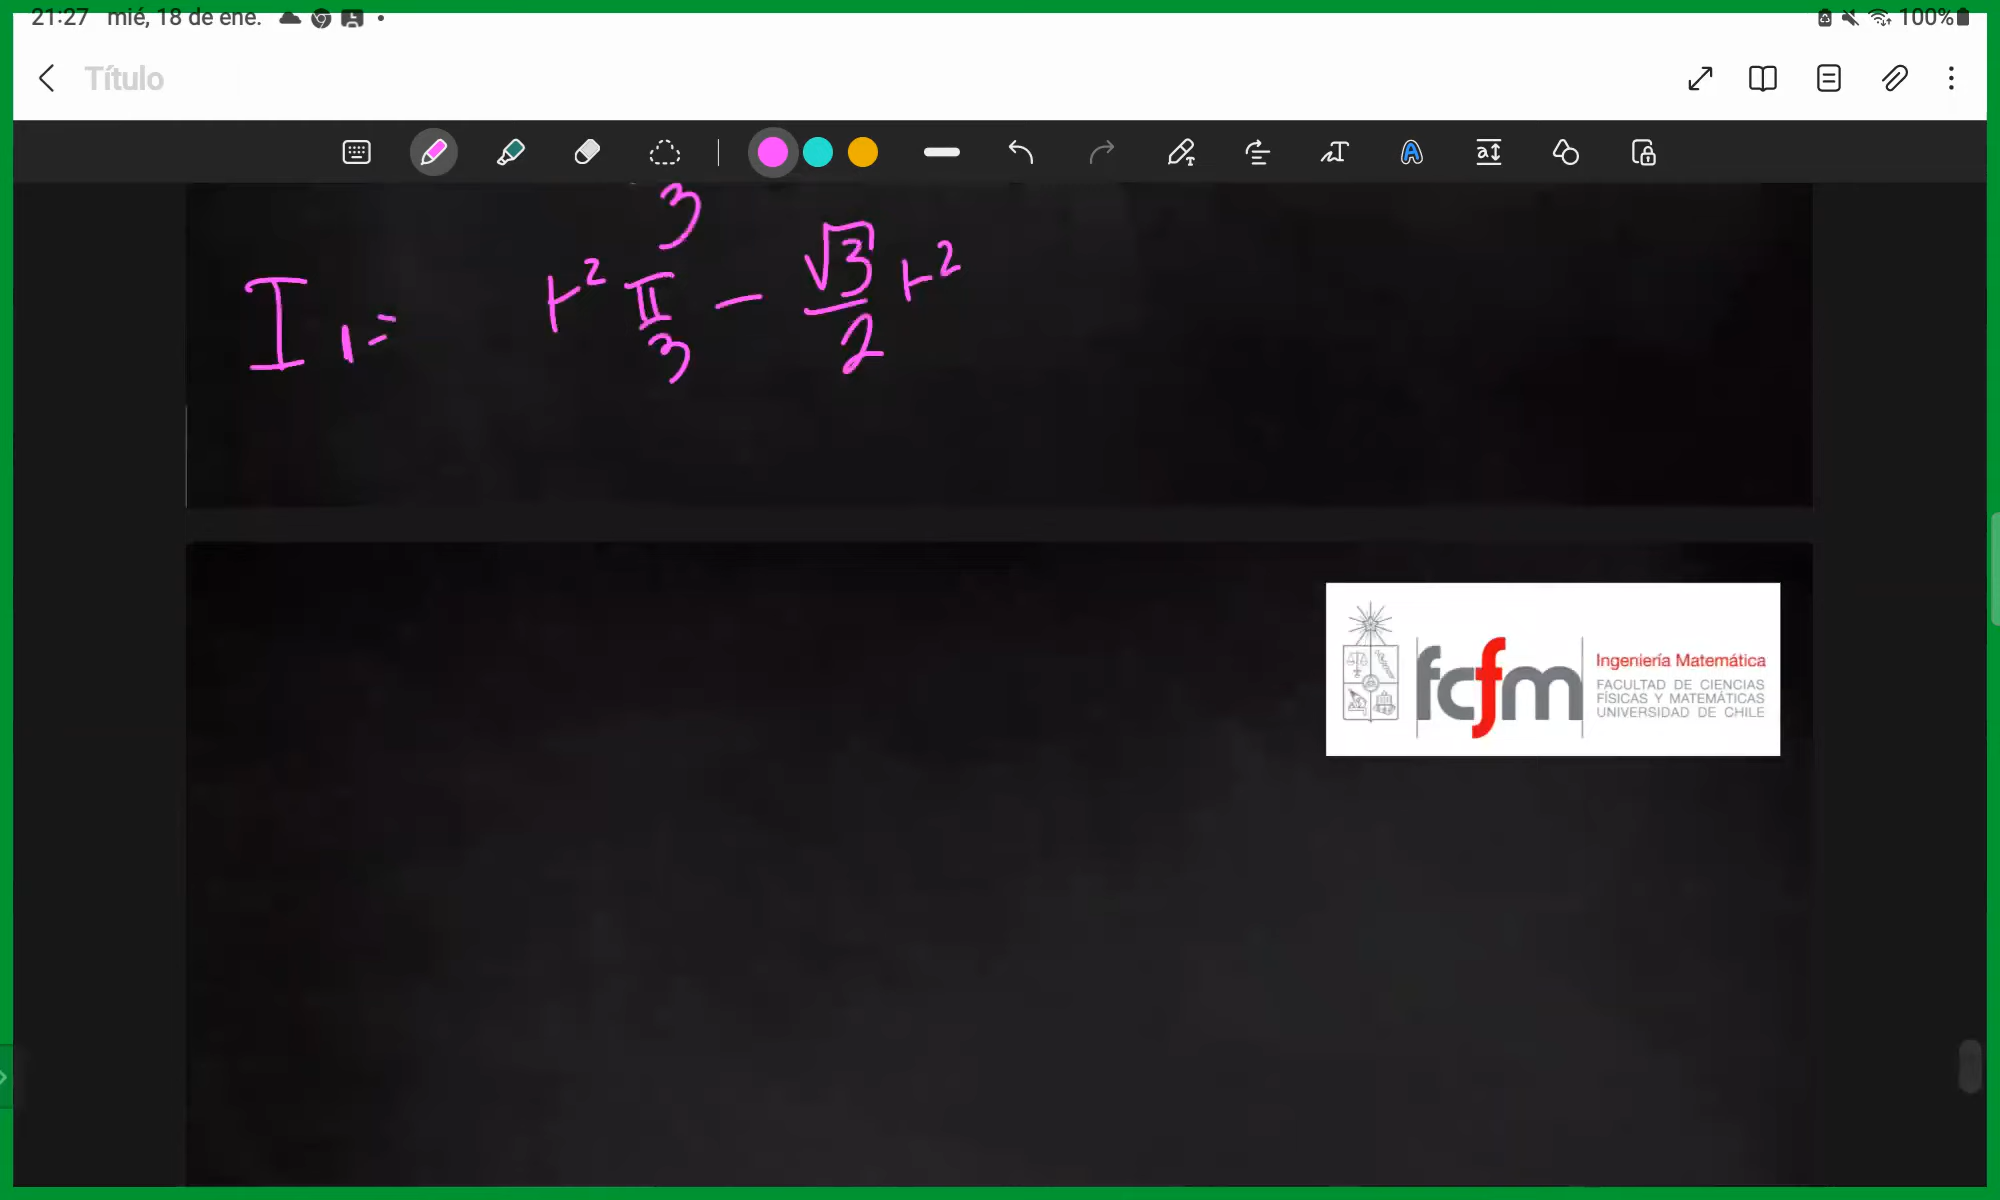 21:27 mié, 18 de ene. 100%
Título
3
I₁= r² π/3 − √3/2 r²
fcfm
Ingeniería Matemática
FACULTAD DE CIENCIAS
FÍSICAS Y MATEMÁTICAS
UNIVERSIDAD DE CHILE